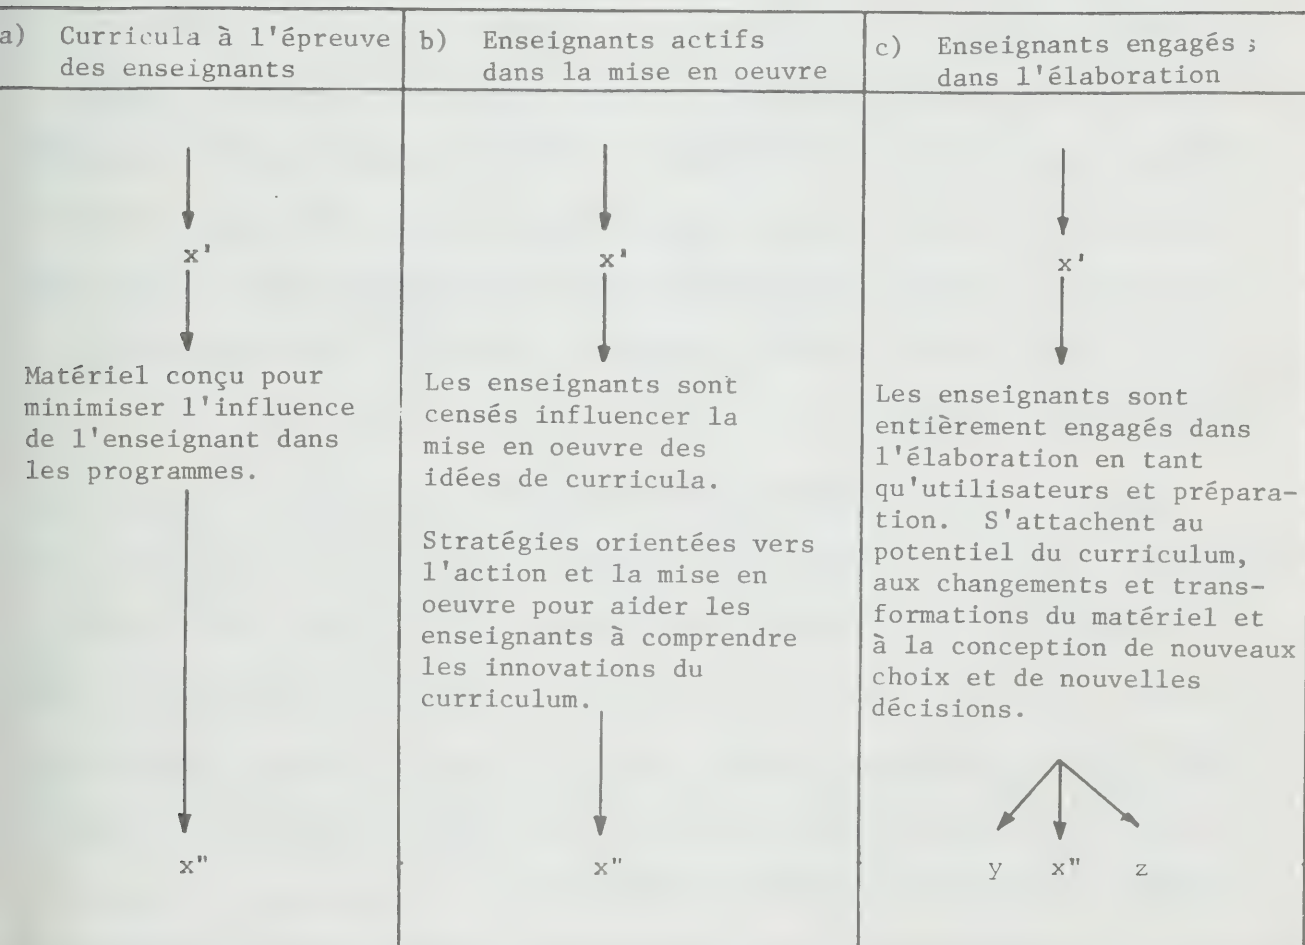 a) Curricula à l'épreuve
des enseignants
b) Enseignants actifs
dans la mise en oeuvre
c) Enseignants engagés ;
dans l'élaboration
x'
Matériel conçu pour
minimiser l'influence
de l'enseignant dans
les programmes.
x"
x'
Les enseignants sont
censés influencer la
mise en oeuvre des
idées de curricula.
Stratégies orientées vers
l'action et la mise en
oeuvre pour aider les
enseignants à comprendre
les innovations du
curriculum.
x"
x'
Les enseignants sont
entièrement engagés dans
l'élaboration en tant
qu'utilisateurs et prépara-
tion. S'attachent au
potentiel du curriculum,
aux changements et trans-
formations du matériel et
à la conception de nouveaux
choix et de nouvelles
décisions.
y x" z